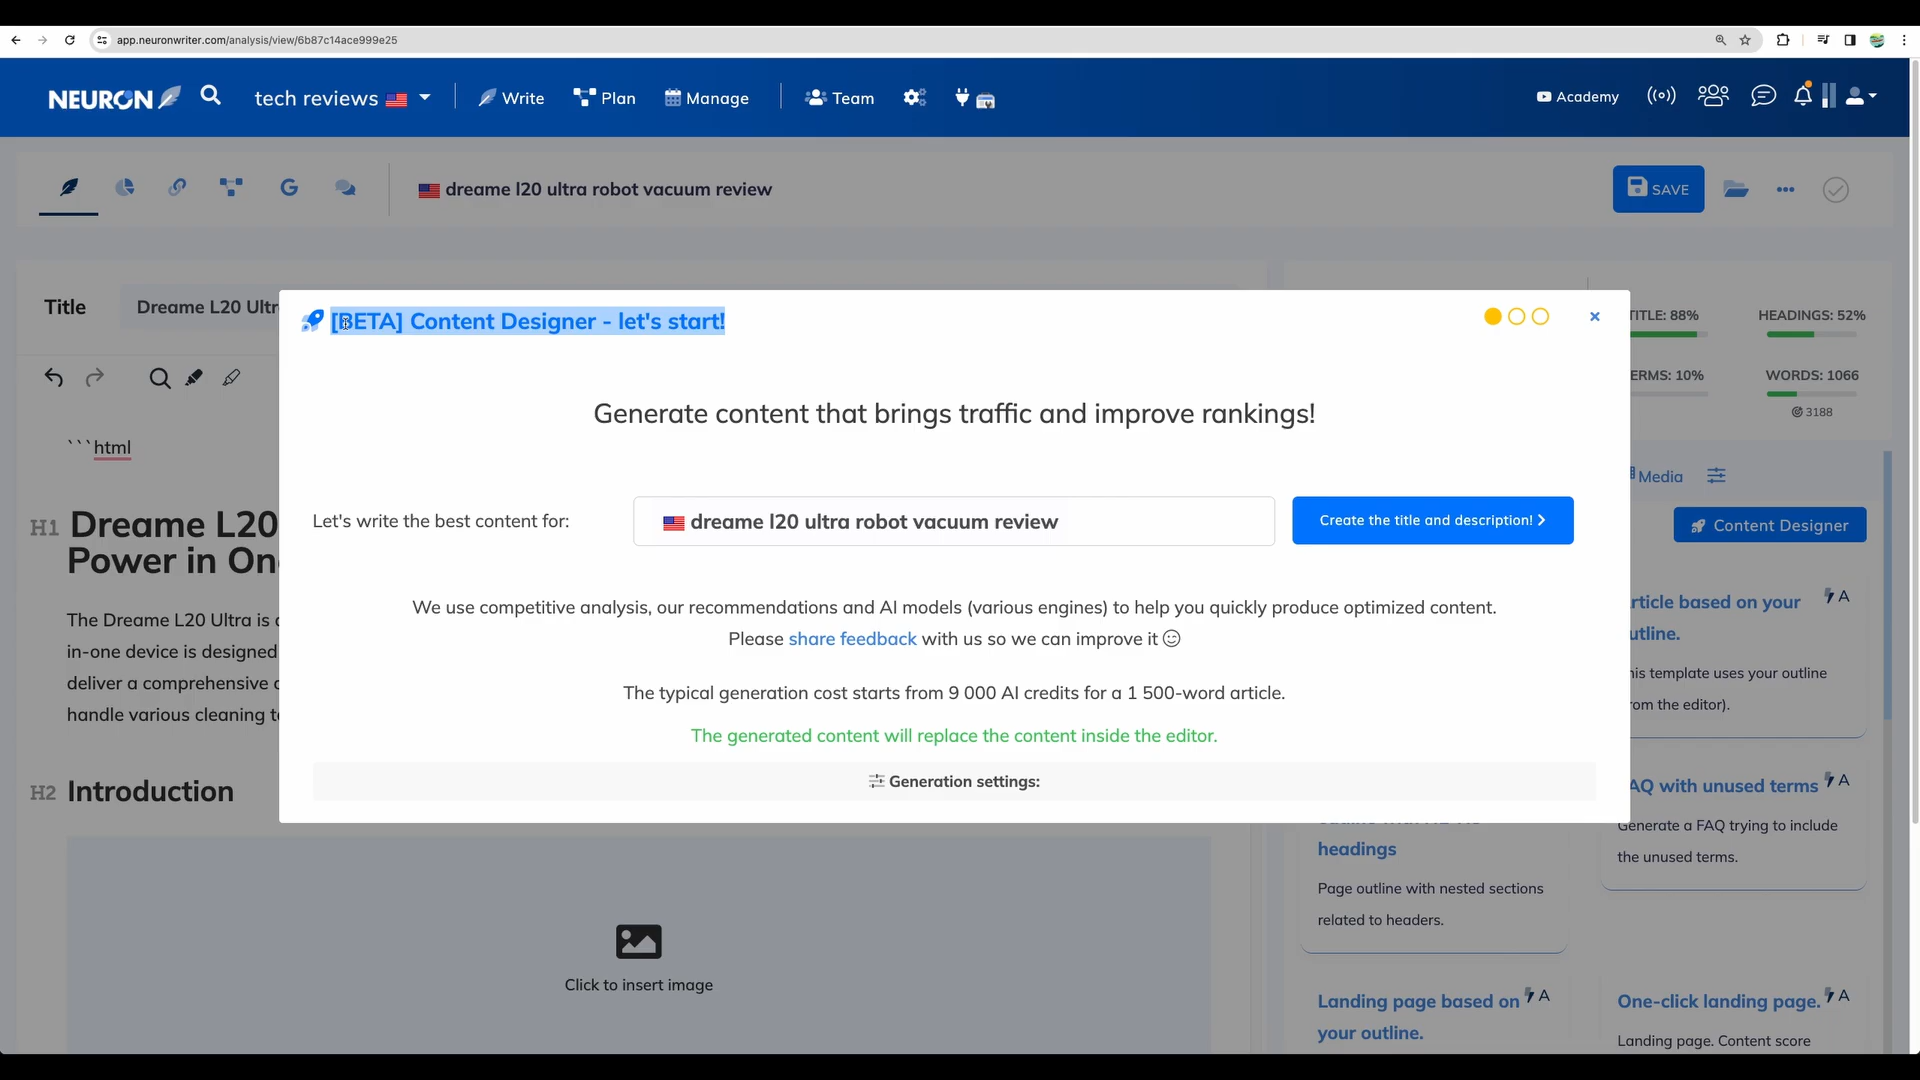 app.neuronwriter.com/analysis/view/6b87c14ace999e25
NEURON
tech reviews
Write
Plan
Manage
Team
Academy
dreame l20 ultra robot vacuum review
SAVE
Title
Dreame L20 Ultr
[BETA] Content Designer - let's start!
TITLE: 88%
HEADINGS: 52%
ERMS: 10%
WORDS: 1066
3188
Generate content that brings traffic and improve rankings!
```html
Media
Let's write the best content for:
dreame l20 ultra robot vacuum review
Create the title and description!
Content Designer
H1 Dreame L20
Power in On
We use competitive analysis, our recommendations and AI models (various engines) to help you quickly produce optimized content.
Please share feedback with us so we can improve it
The typical generation cost starts from 9 000 AI credits for a 1 500-word article.
The generated content will replace the content inside the editor.
Generation settings:
The Dreame L20 Ultra is
in-one device is designed
deliver a comprehensive c
handle various cleaning t
rticle based on your
utline.
A
his template uses your outline
rom the editor).
H2 Introduction
AQ with unused terms
A
Generate a FAQ trying to include
the unused terms.
headings
Page outline with nested sections
related to headers.
Click to insert image
Landing page based on
your outline.
A
One-click landing page.
A
Landing page. Content score